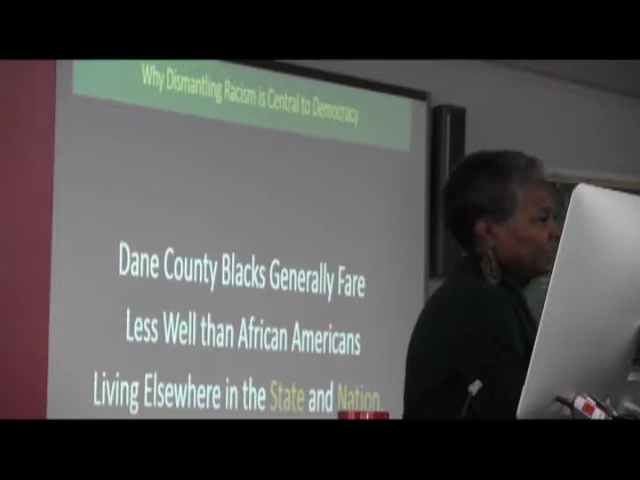 Why Dismantling Racism is Central to Democracy
Dane County Blacks Generally Fare
Less Well than African Americans
Living Elsewhere in the State and Nation